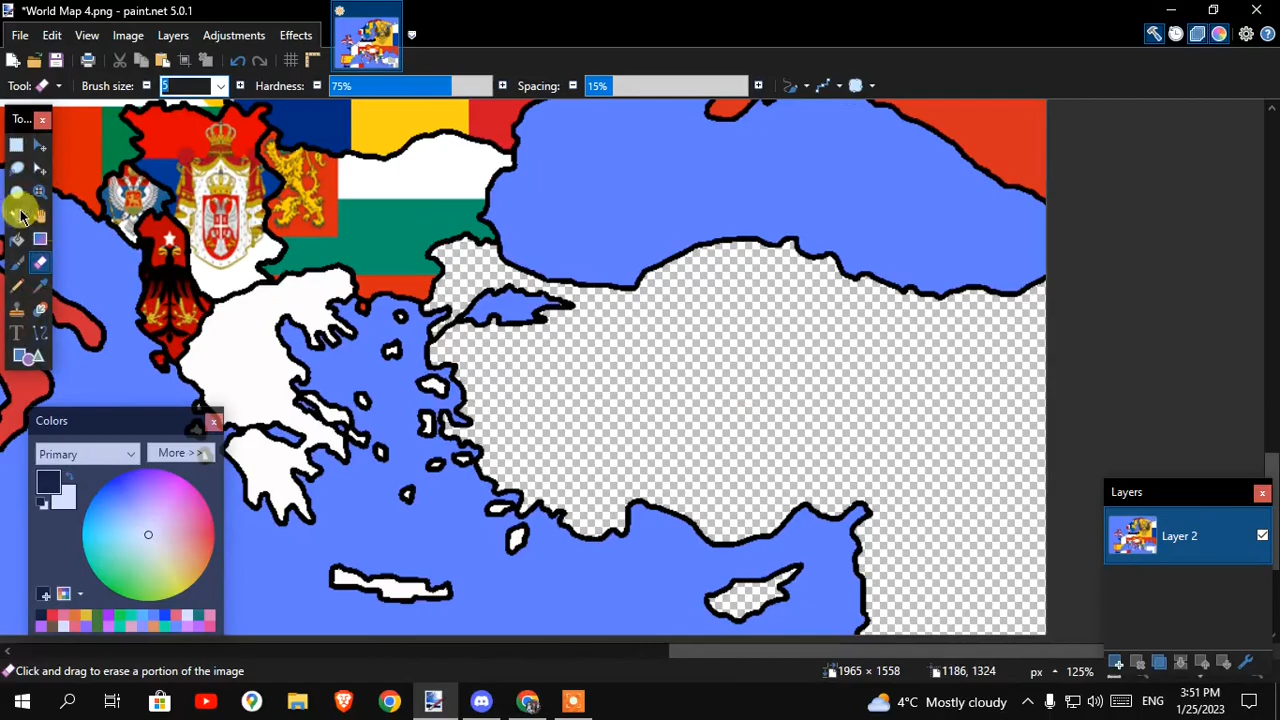 *World Map 4.png - paint.net 5.0.1
File Edit View Image Layers Adjustments Effects
Tool: Brush size: 5 Hardness: 75% Spacing: 15%
To...
Colors
Primary More >>
Layers
Layer 2
Click and drag to erase a portion of the image 1965 × 1558 1186, 1324 px 125%
4°C Mostly cloudy ENG 3:51 PM
1/25/2023